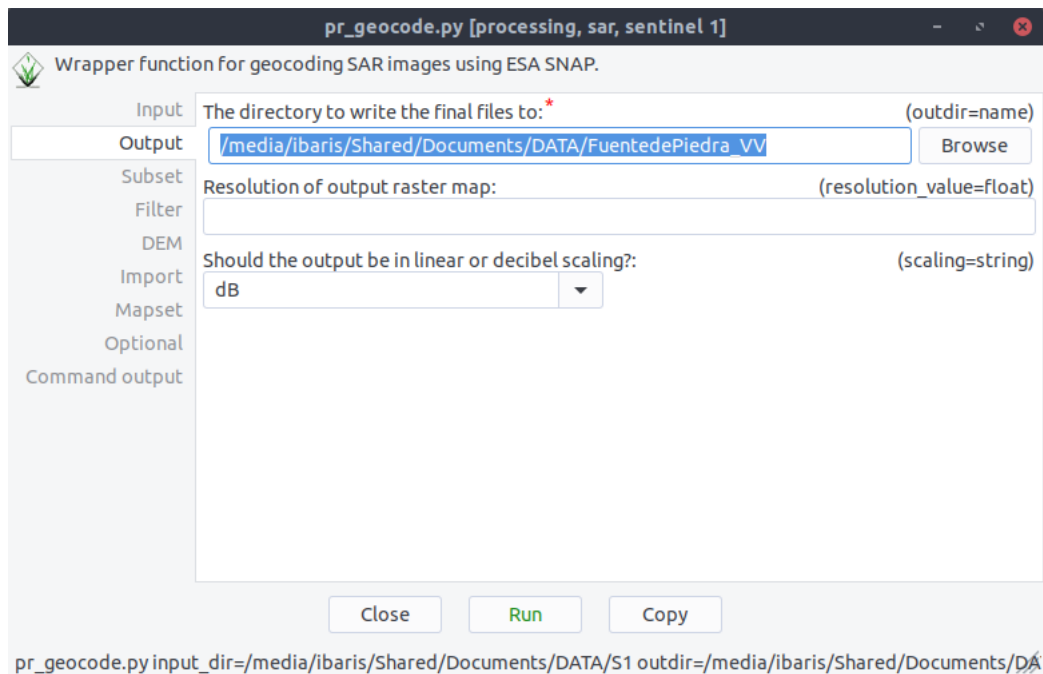 pr_geocode.py [processing, sar, sentinel 1]
Wrapper function for geocoding SAR images using ESA SNAP.
Input
Output
Subset
Filter
DEM
Import
Mapset
Optional
Command output
The directory to write the final files to:* (outdir=name)
/media/ibaris/Shared/Documents/DATA/FuentedePiedra_VV Browse
Resolution of output raster map: (resolution_value=float)
Should the output be in linear or decibel scaling?: (scaling=string)
dB
Close Run Copy
pr_geocode.py input_dir=/media/ibaris/Shared/Documents/DATA/S1 outdir=/media/ibaris/Shared/Documents/DA